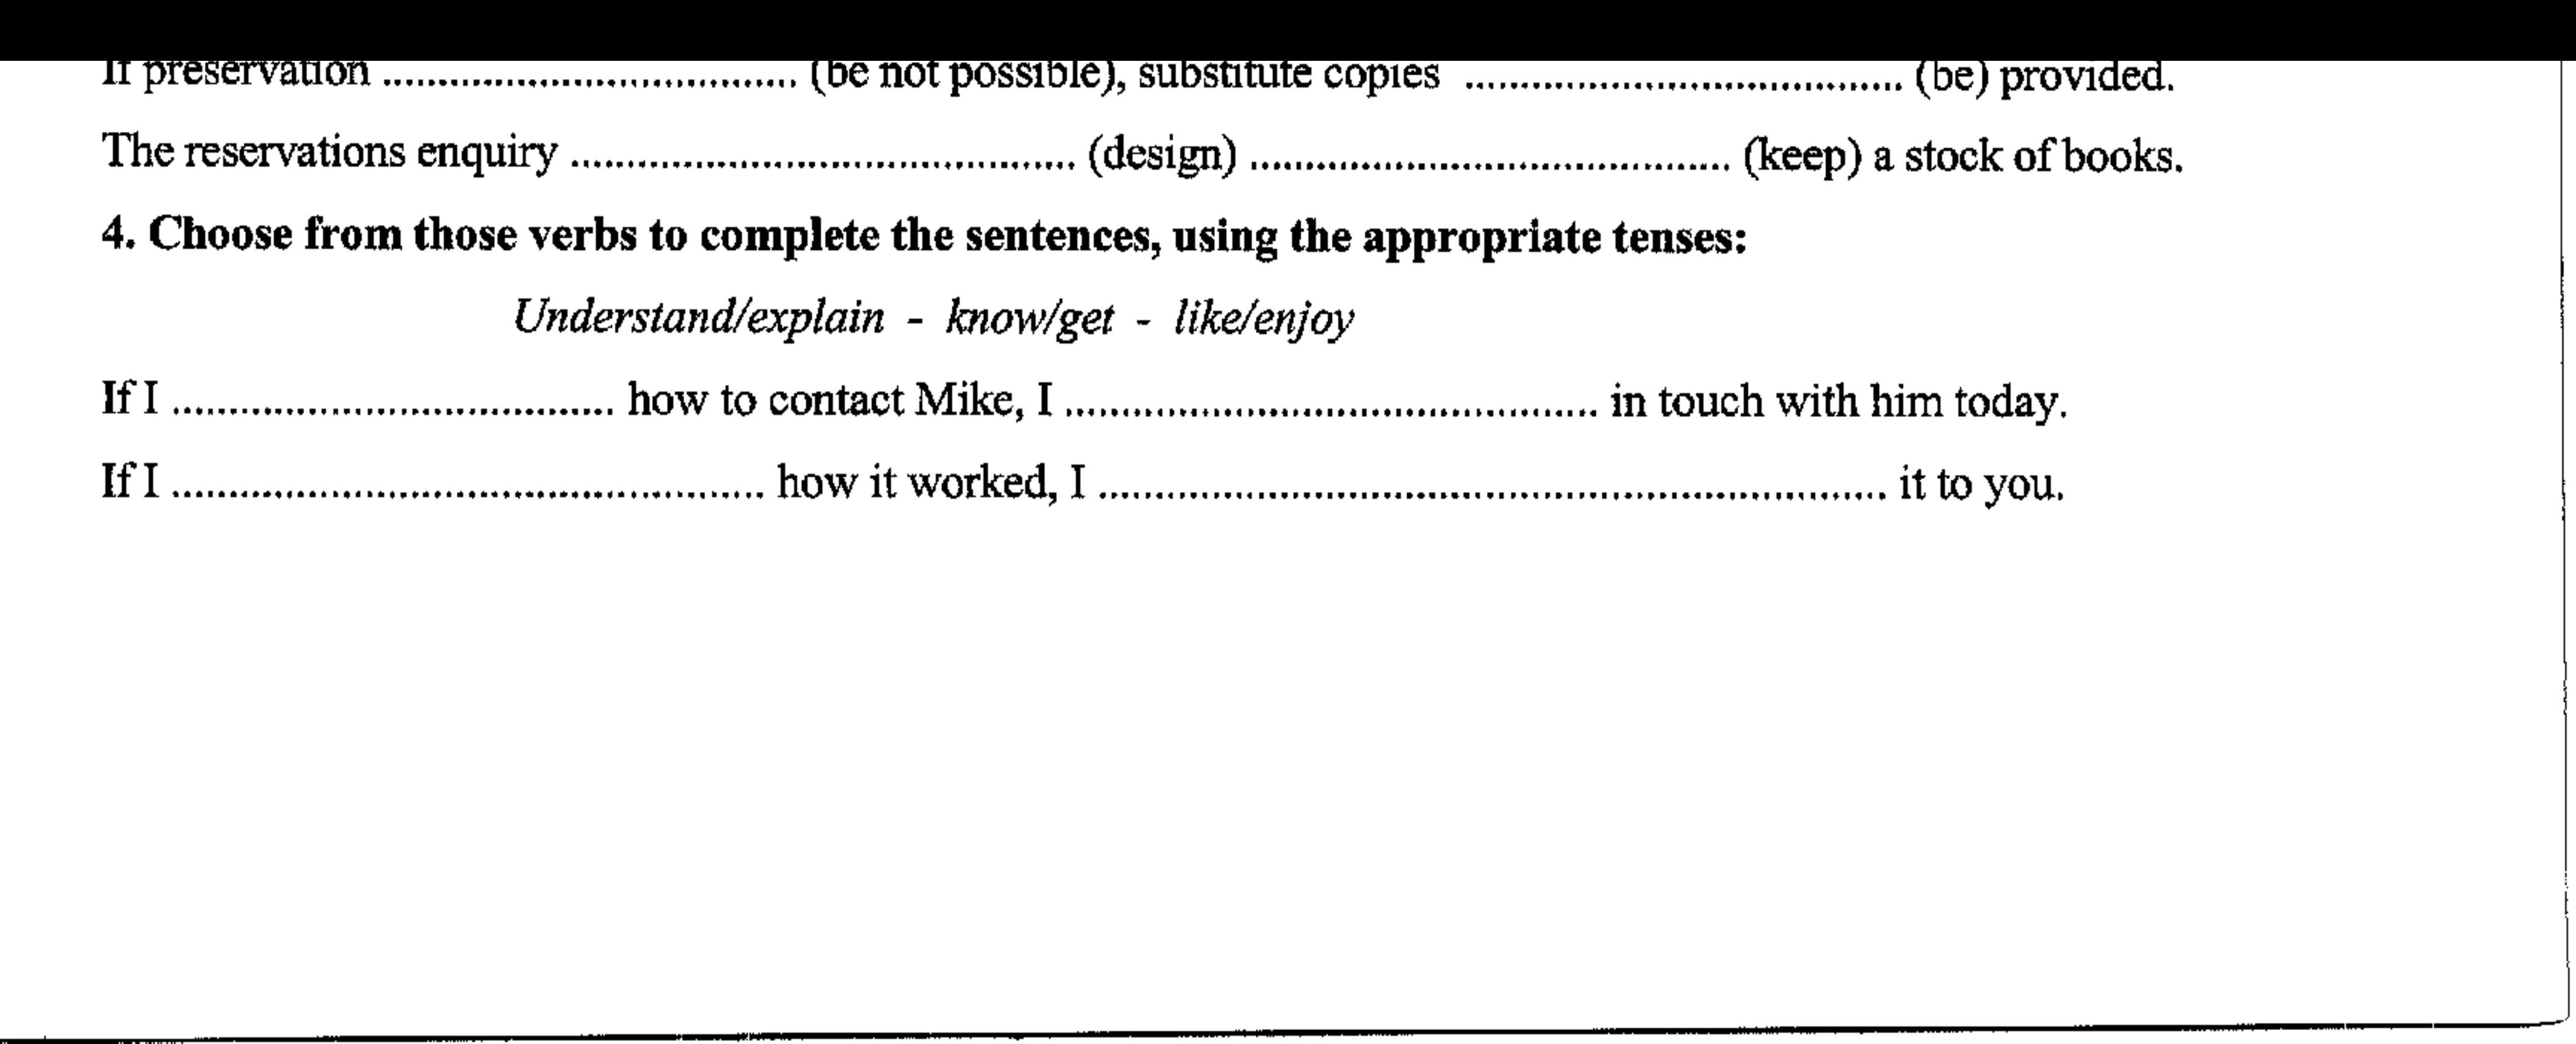 If preservation ..................................... (be not possible), substitute copies ....................................... (be) provided.
The reservations enquiry ............................................. (design) ........................................... (keep) a stock of books.
4. Choose from those verbs to complete the sentences, using the appropriate tenses:
Understand/explain - know/get - like/enjoy
If I ....................................... how to contact Mike, I ............................................... in touch with him today.
If I ..................................................... how it worked, I ...................................................................... it to you.